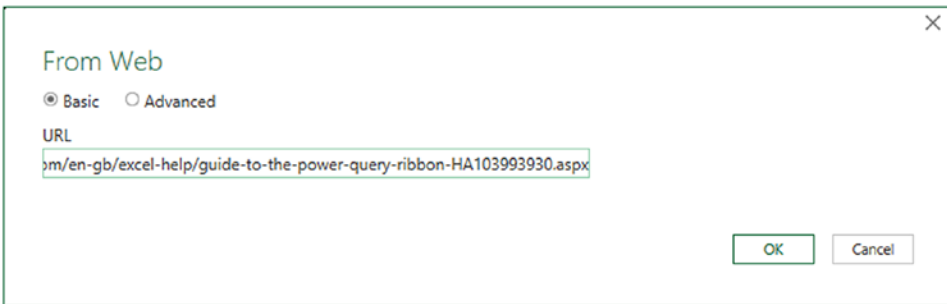 From Web
Basic Advanced
URL
om/en-gb/excel-help/guide-to-the-power-query-ribbon-HA103993930.aspx
OK Cancel